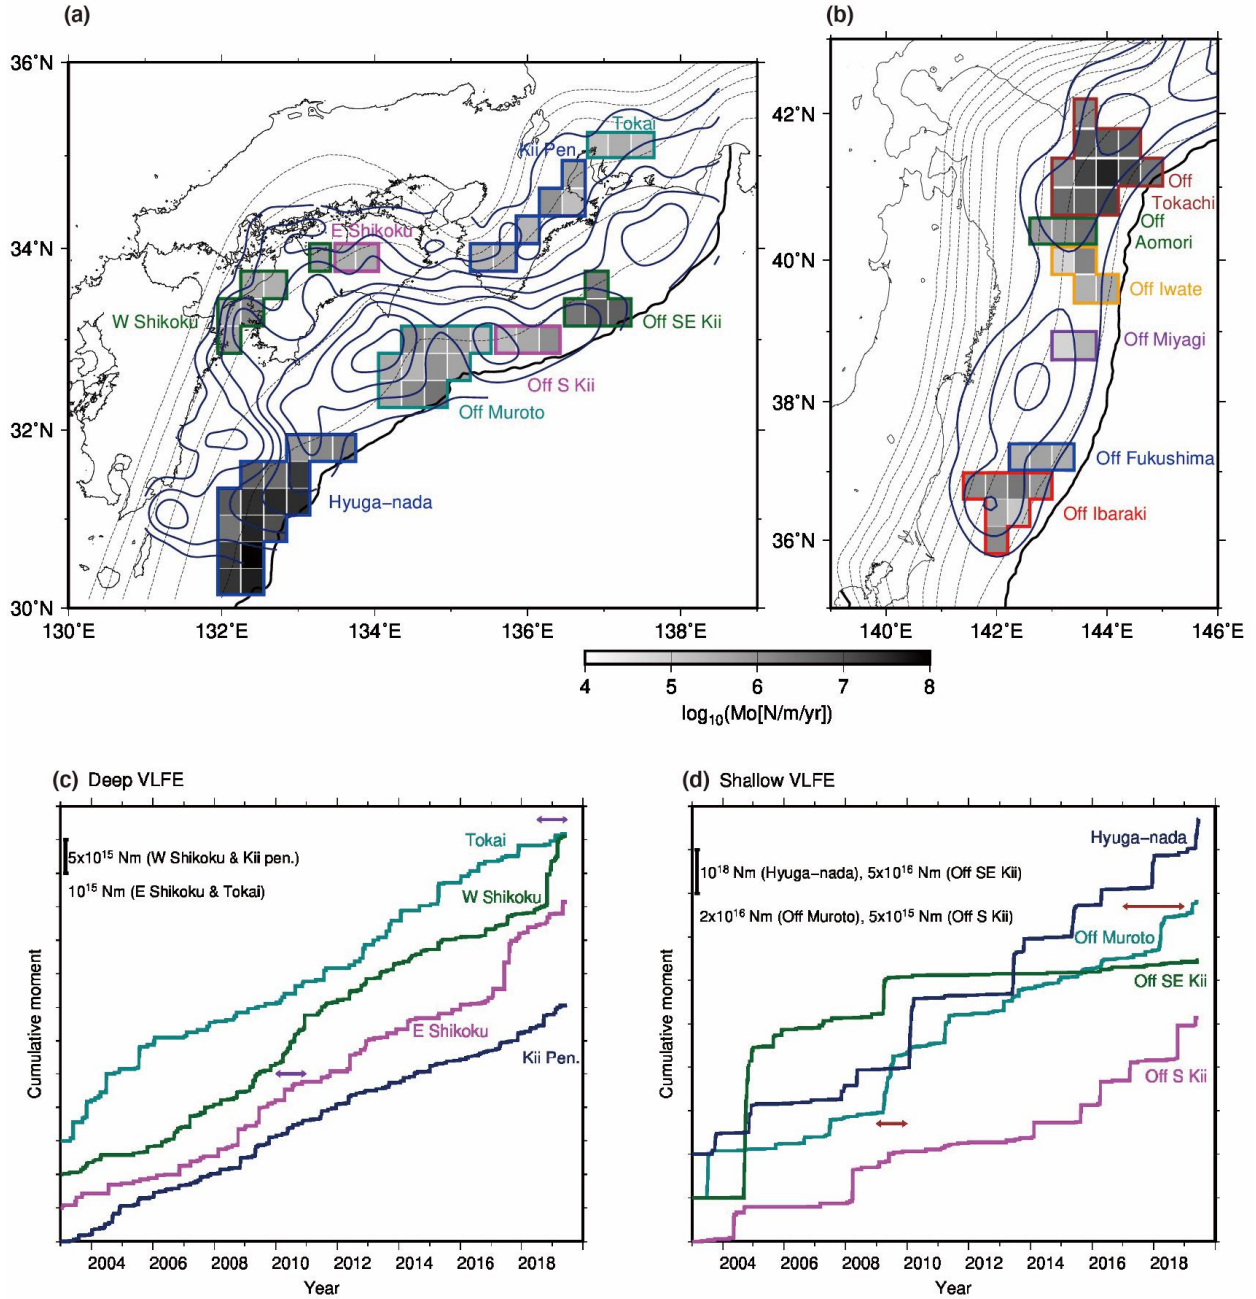 (a)
36°N
34°N
32°N
30°N
130°E
132°E
134°E
136°E
138°E
Tokai
Kii Pen.
E Shikoku
W Shikoku
Off SE Kii
Off S Kii
Off Muroto
Hyuga-nada
(b)
42°N
40°N
38°N
36°N
140°E
142°E
144°E
146°E
Off
Tokachi
Off
Aomori
Off Iwate
Off Miyagi
Off Fukushima
Off Ibaraki
4 5 6 7 8
log10(Mo[N/m/yr])
(c) Deep VLFE
5x10^15 Nm (W Shikoku & Kii pen.)
10^15 Nm (E Shikoku & Tokai)
Tokai
W Shikoku
E Shikoku
Kii Pen.
Cumulative moment
2004 2006 2008 2010 2012 2014 2016 2018
Year
(d) Shallow VLFE
10^18 Nm (Hyuga-nada), 5x10^16 Nm (Off SE Kii)
2x10^16 Nm (Off Muroto), 5x10^15 Nm (Off S Kii)
Hyuga-nada
Off Muroto
Off SE Kii
Off S Kii
Cumulative moment
2004 2006 2008 2010 2012 2014 2016 2018
Year